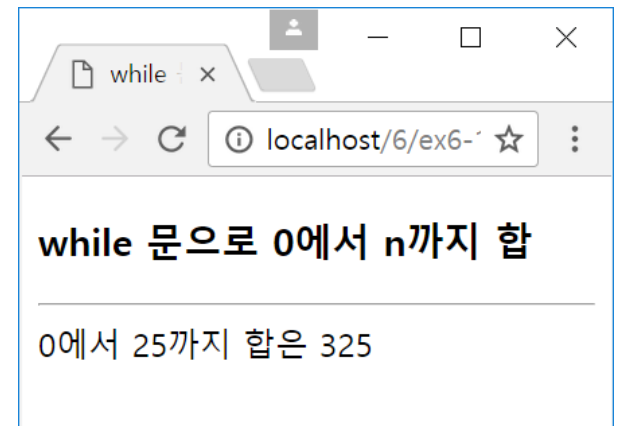 while
localhost/6/ex6-
while 문으로 0에서 n까지 합
0에서 25까지 합은 325